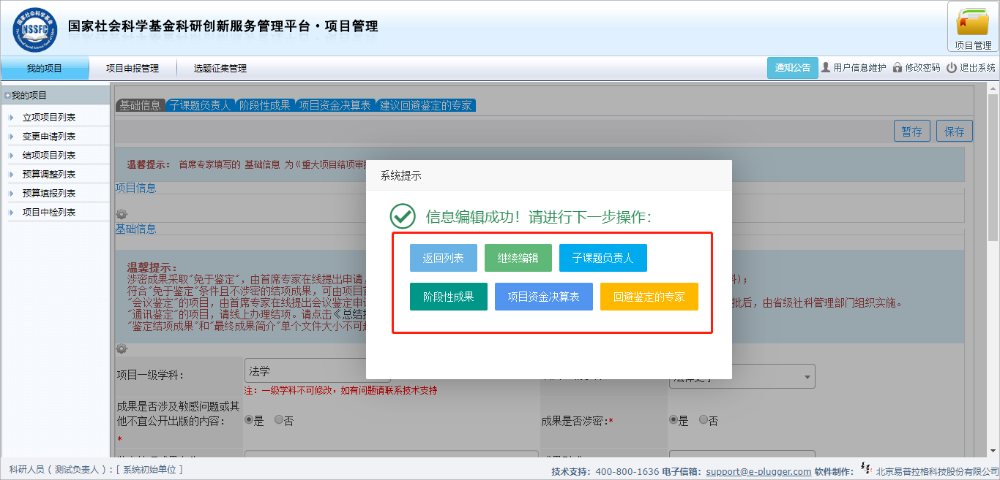 国家社会科学基金
NSSFC
国家社会科学基金科研创新服务管理平台·项目管理
项目管理
我的项目
项目申报管理
选题征集管理
通知公告
用户信息维护
修改密码
退出系统
我的项目
立项项目列表
变更申请列表
结项项目列表
预算调整列表
预算填报列表
项目中检列表
基础信息 子课题负责人 阶段性成果 项目资金决算表 建议回避鉴定的专家
暂存 保存
温馨提示: 首席专家填写的 基础信息 为《重大项目结项审
项目信息
基础信息
温馨提示:
涉密成果采取"免于鉴定", 由首席专家在线提出申请,
符合"免于鉴定"条件且不涉密的结项成果, 可由项目
"会议鉴定"的项目, 由首席专家在线提出会议鉴定申
批后, 由省级社科管理部门组织实施。
"通讯鉴定"的项目, 请线上办理结项。请点击《总结
"鉴定结项成果"和"最终成果简介"单个文件大小不可
系统提示
信息编辑成功! 请进行下一步操作:
返回列表 继续编辑 子课题负责人
阶段性成果 项目资金决算表 回避鉴定的专家
项目一级学科:
法学
注: 一级学科不可修改, 如有问题请联系技术支持
成果是否涉及敏感问题或其
他不宜公开出版的内容:
*
是 否
成果是否涉密:*
是 否
科研人员 ( 测试负责人 ) : [ 系统初始单位 ]
技术支持: 400-800-1636 电子信箱: support@e-plugger.com 软件制作: 北京易普拉格科技股份有限公司